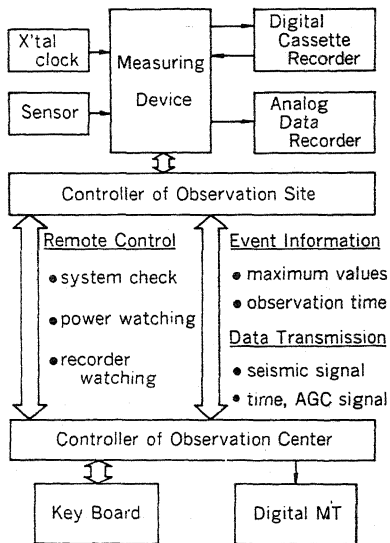 X'tal
clock
Sensor
Measuring
Device
Digital
Cassette
Recorder
Analog
Data
Recorder
Controller of Observation Site
Remote Control
• system check
• power watching
• recorder
watching
Event Information
• maximum values
• observation time
Data Transmission
• seismic signal
• time, AGC signal
Controller of Observation Center
Key Board
Digital MT